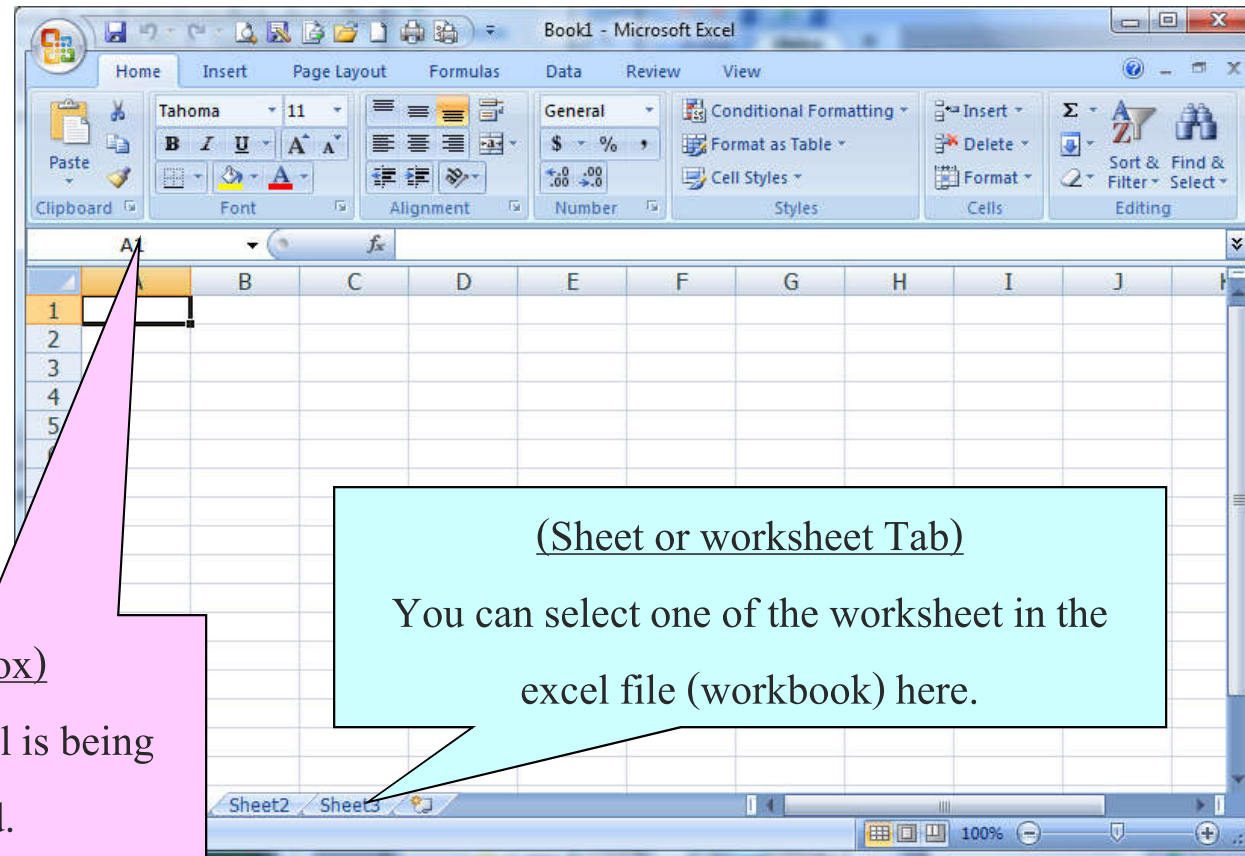 Book1 - Microsoft Excel
Home Insert Page Layout Formulas Data Review View
Tahoma 11 General Conditional Formatting Insert Σ
B I U A A $ % , Format as Table Delete
Paste A .00 .0 Cell Styles Format Sort & Filter Find & Select
Clipboard Font Alignment Number Styles Cells Editing
A1 fx
A B C D E F G H I J
1
2
3
4
5
(Sheet or worksheet Tab)
You can select one of the worksheet in the
excel file (workbook) here.
ox)
l is being
d.
Sheet2 Sheet3
100%